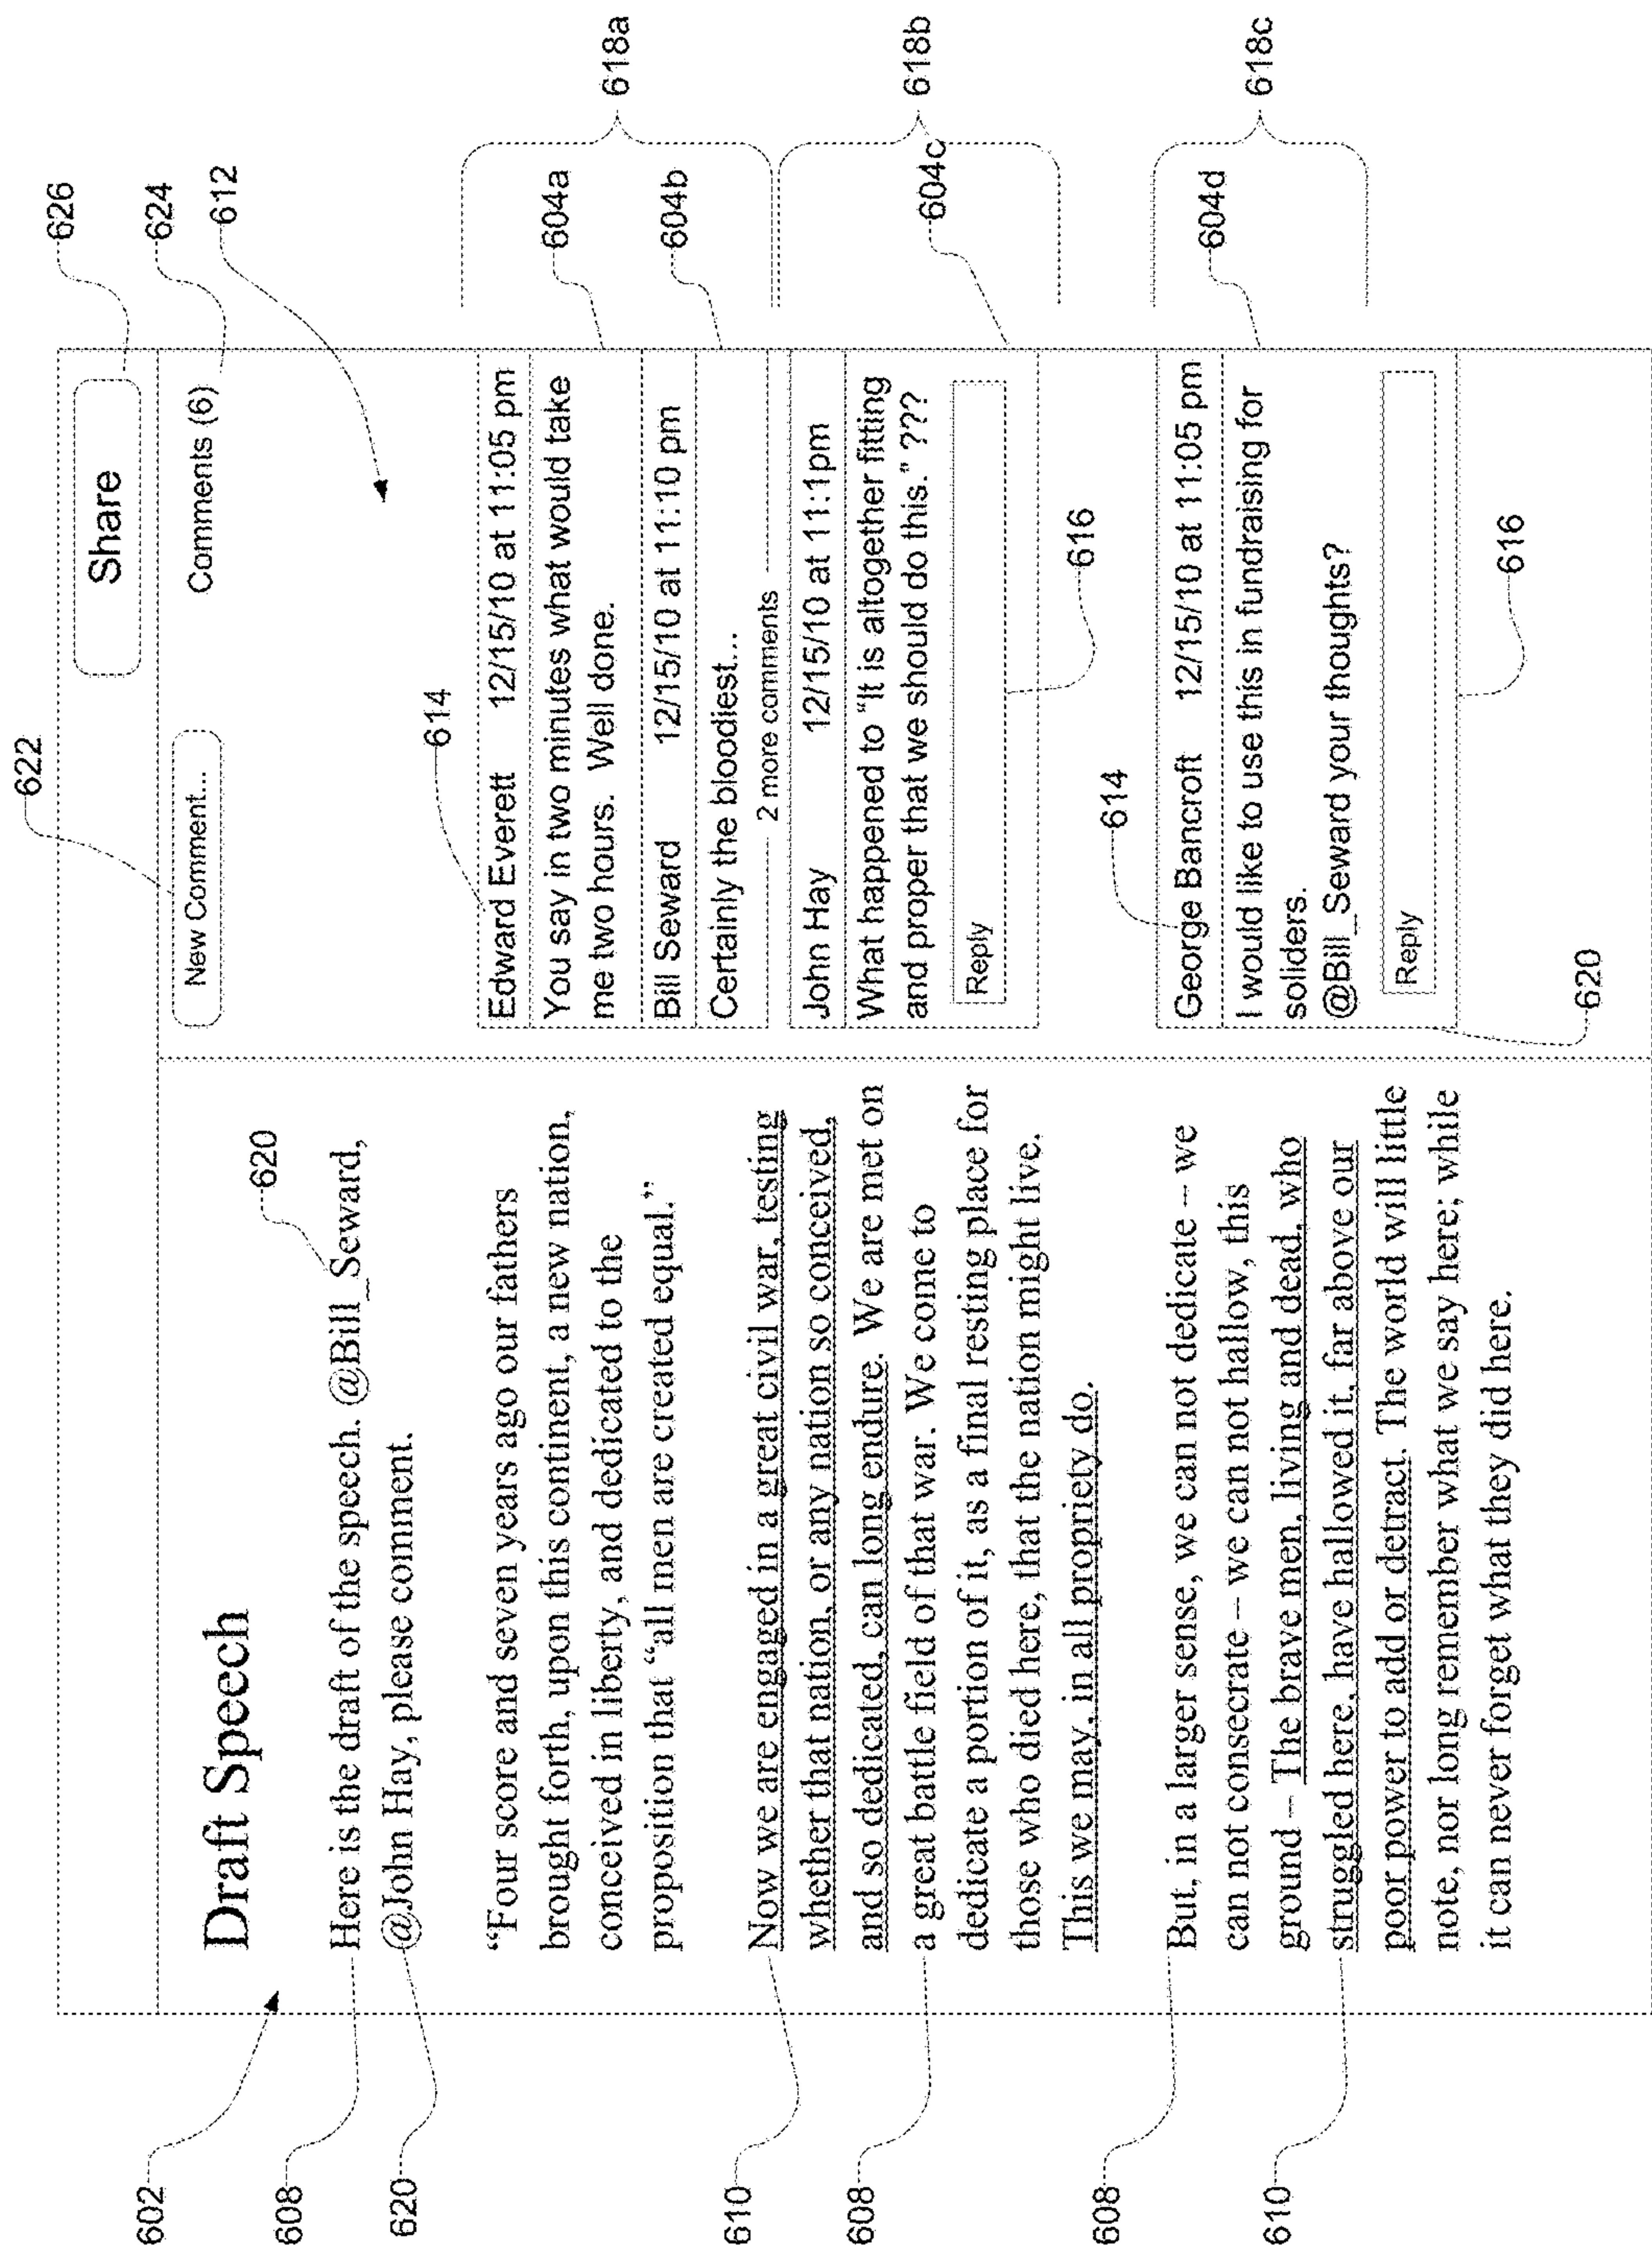 602
608
620
610
608
608
610
Draft Speech
Here is the draft of the speech. @Bill_Seward,
@John Hay, please comment.
620
"Four score and seven years ago our fathers
brought forth, upon this continent, a new nation,
conceived in liberty, and dedicated to the
proposition that "all men are created equal."
Now we are engaged in a great civil war, testing
whether that nation, or any nation so conceived,
and so dedicated, can long endure. We are met on
a great battle field of that war. We come to
dedicate a portion of it, as a final resting place for
those who died here, that the nation might live.
This we may, in all propriety do.
But, in a larger sense, we can not dedicate – we
can not consecrate – we can not hallow, this
ground – The brave men, living and dead, who
struggled here, have hallowed it, far above our
poor power to add or detract. The world will little
note, nor long remember what we say here; while
it can never forget what they did here.
622
Share
New Comment...
Comments (6)
614
Edward Everett 12/15/10 at 11:05 pm
You say in two minutes what would take
me two hours. Well done.
Bill Seward 12/15/10 at 11:10 pm
Certainly the bloodiest...
2 more comments
John Hay 12/15/10 at 11:1pm
What happened to "It is altogether fitting
and proper that we should do this." ???
Reply
616
614
George Bancroft 12/15/10 at 11:05 pm
I would like to use this in fundraising for
soliders.
@Bill_Seward your thoughts?
Reply
616
620
626
624
612
604a
604b
604c
604d
618a
618b
618c